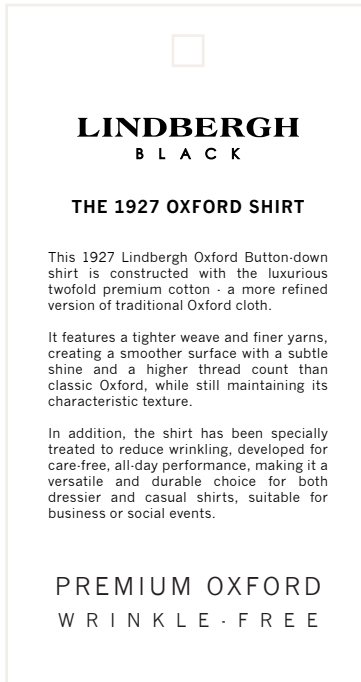 LINDBERGH
BLACK
THE 1927 OXFORD SHIRT
This 1927 Lindbergh Oxford Button-down
shirt is constructed with the luxurious
twofold premium cotton - a more refined
version of traditional Oxford cloth.
It features a tighter weave and finer yarns,
creating a smoother surface with a subtle
shine and a higher thread count than
classic Oxford, while still maintaining its
characteristic texture.
In addition, the shirt has been specially
treated to reduce wrinkling, developed for
care-free, all-day performance, making it a
versatile and durable choice for both
dressier and casual shirts, suitable for
business or social events.
PREMIUM OXFORD
WRINKLE-FREE